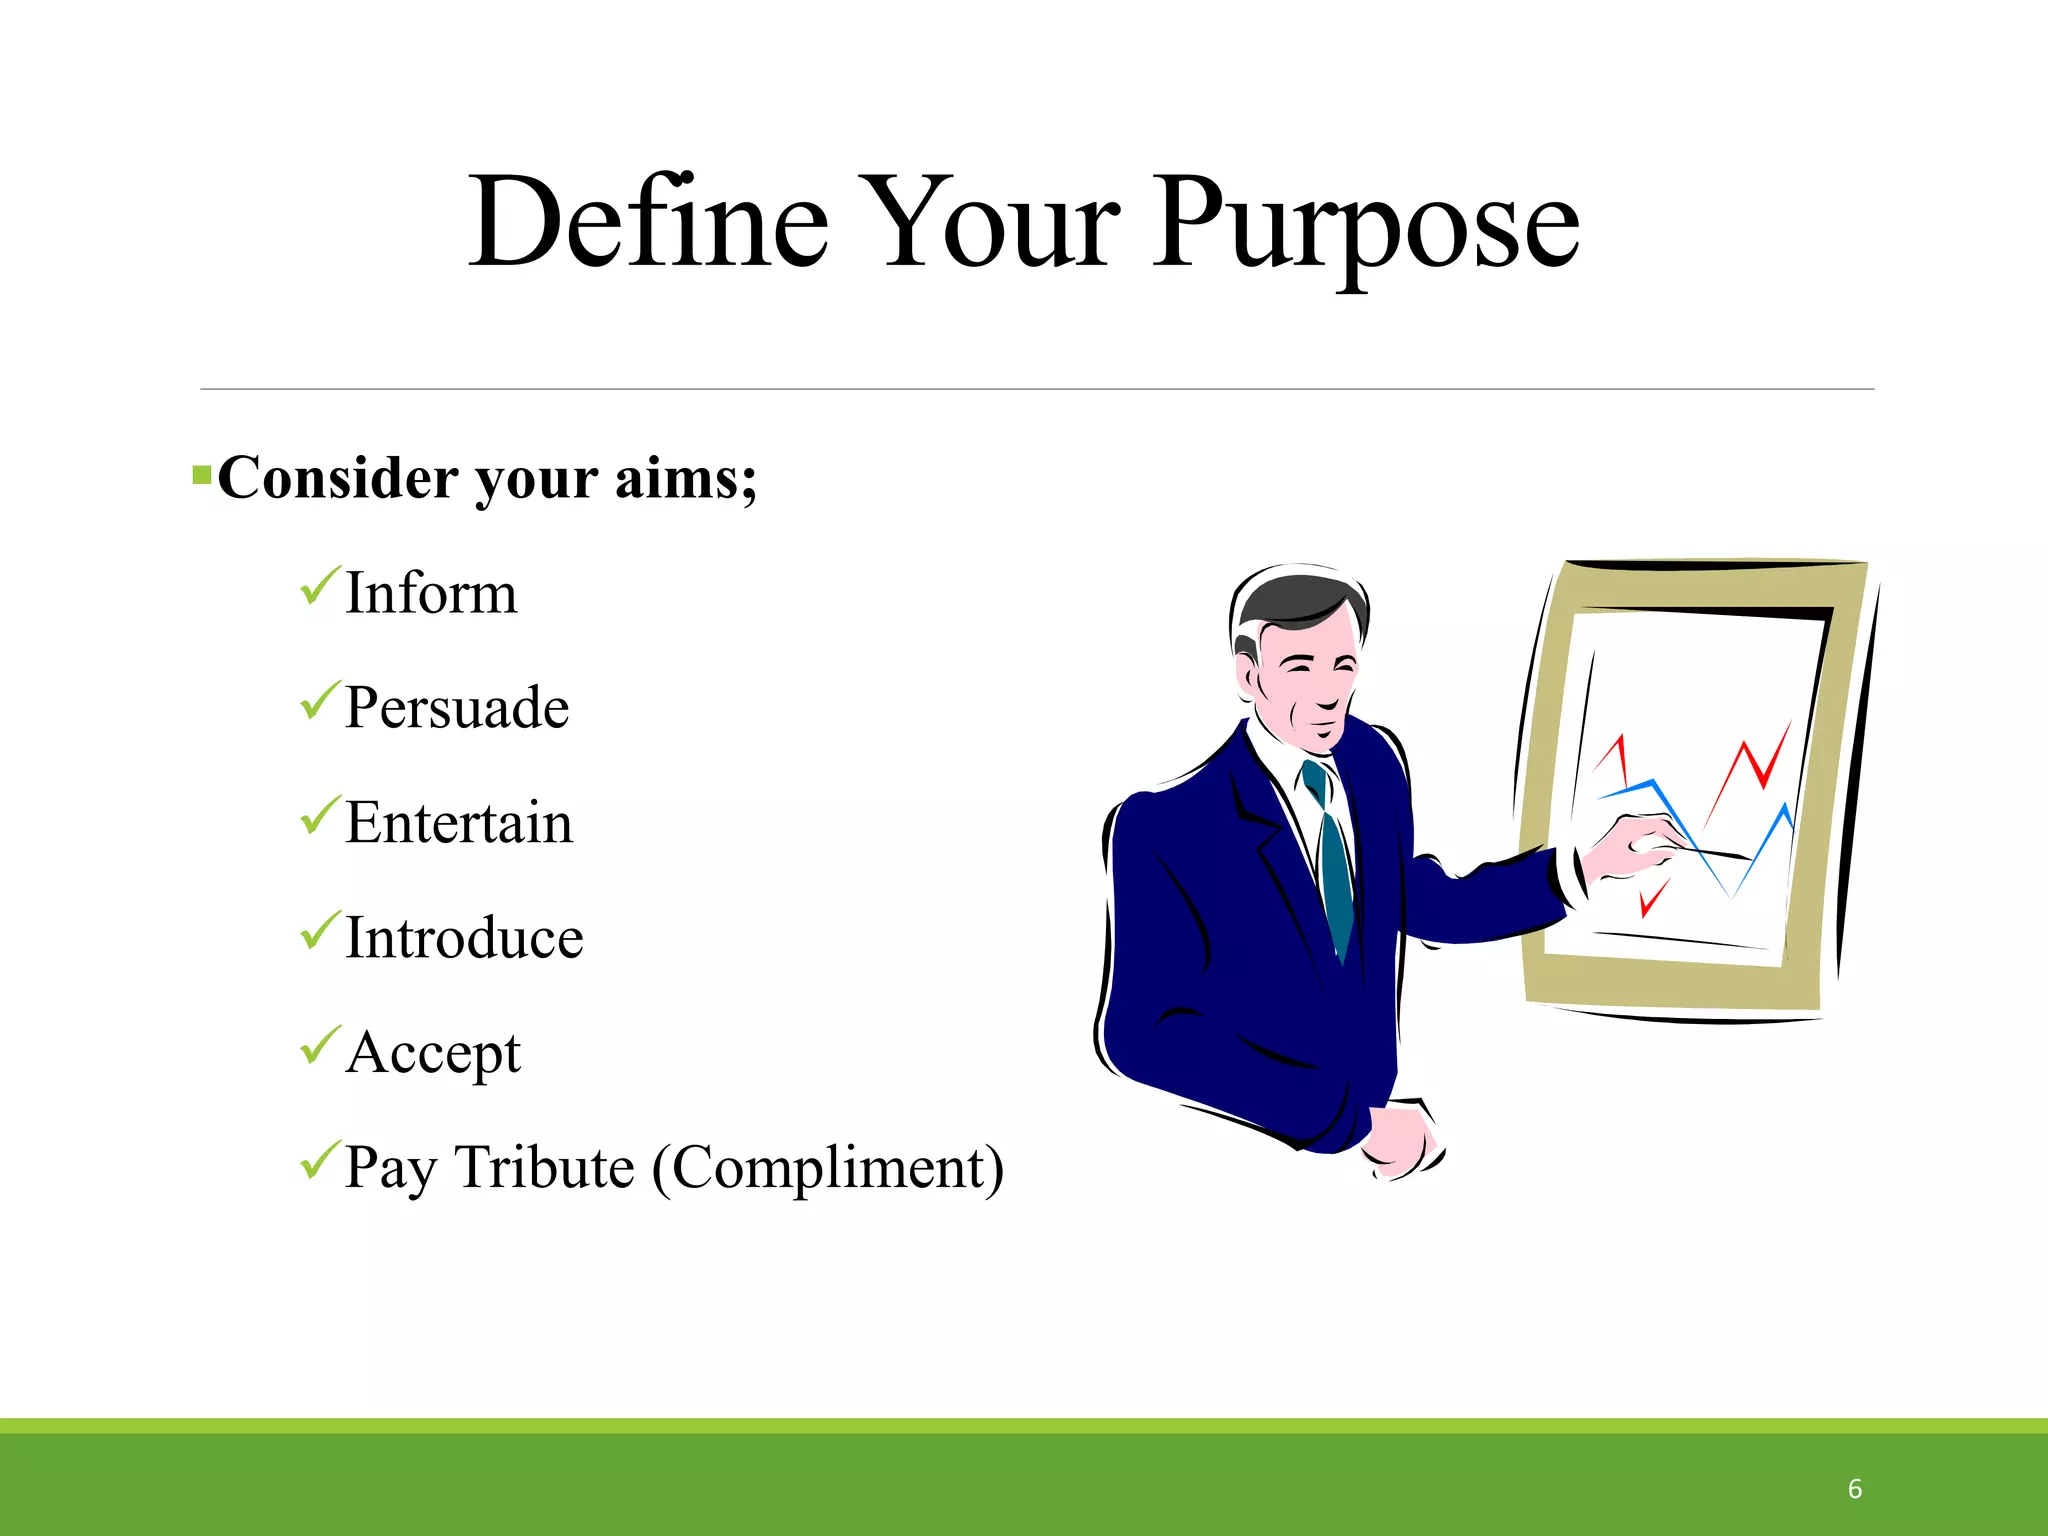 Define Your Purpose
Consider your aims;
Inform
Persuade
Entertain
Introduce
Accept
Pay Tribute (Compliment)
6